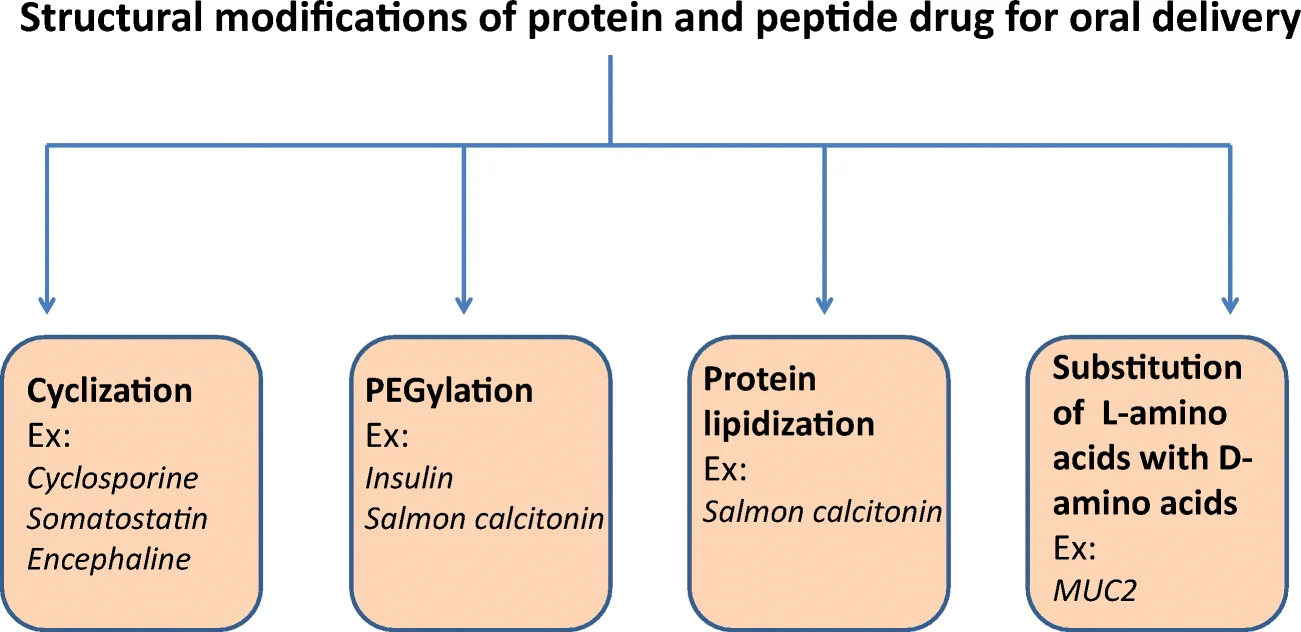 Structural modifications of protein and peptide drug for oral delivery
Cyclization
Ex:
Cyclosporine
Somatostatin
Encephaline
PEGylation
Ex:
Insulin
Salmon calcitonin
Protein
lipidization
Ex:
Salmon calcitonin
Substitution
of L-amino
acids with D-
amino acids
Ex:
MUC2